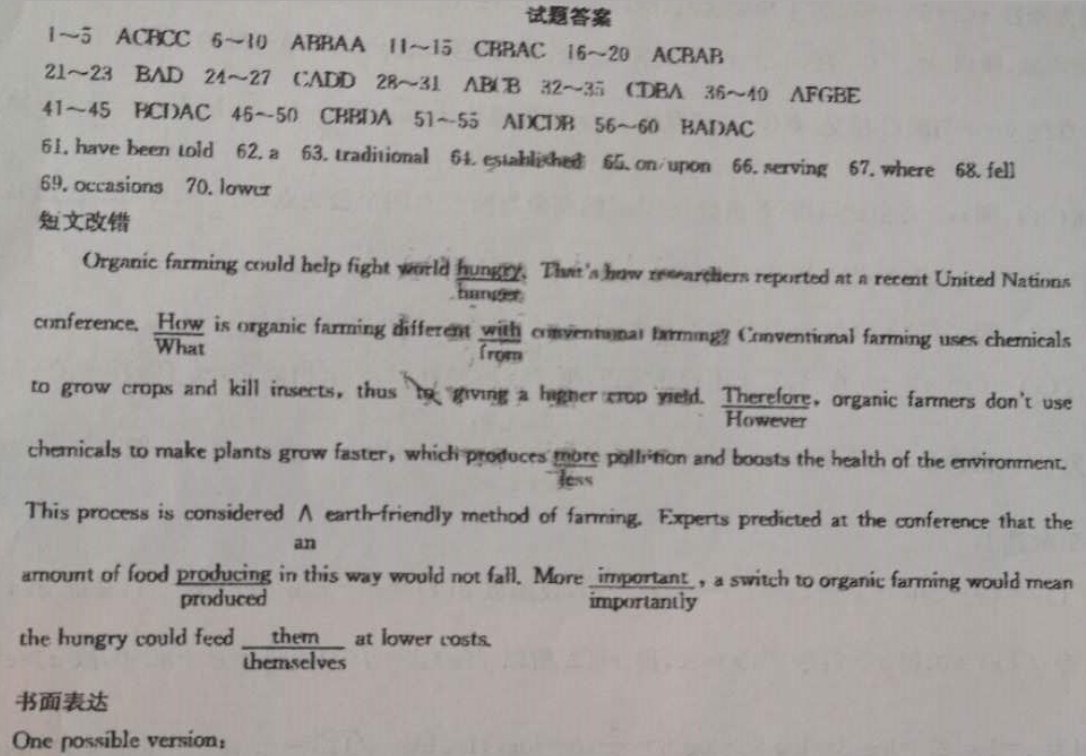 试题答案
1~5 ACBCC 6~10 ABBAA 11~15 CBBAC 16~20 ACBAB
21~23 BAD 24~27 CADD 28~31 ABCB 32~35 CDBA 36~40 AFGBE
41~45 BCDAC 46~50 CBBDA 51~55 ADCDB 56~60 BADAC
61. have been told 62. a 63. traditional 64. established 65. on/upon 66. serving 67. where 68. fell
69. occasions 70. lower
短文改错
Organic farming could help fight world hungry. That's how researchers reported at a recent United Nations
hunger
conference. How is organic farming different with conventional farming? Conventional farming uses chemicals
What from
to grow crops and kill insects, thus to giving a higher crop yield. Therefore, organic farmers don't use
However
chemicals to make plants grow faster, which produces more pollution and boosts the health of the environment.
less
This process is considered ∧ earth-friendly method of farming. Experts predicted at the conference that the
an
amount of food producing in this way would not fall. More important, a switch to organic farming would mean
produced importantly
the hungry could feed them at lower costs.
themselves
书面表达
One possible version: